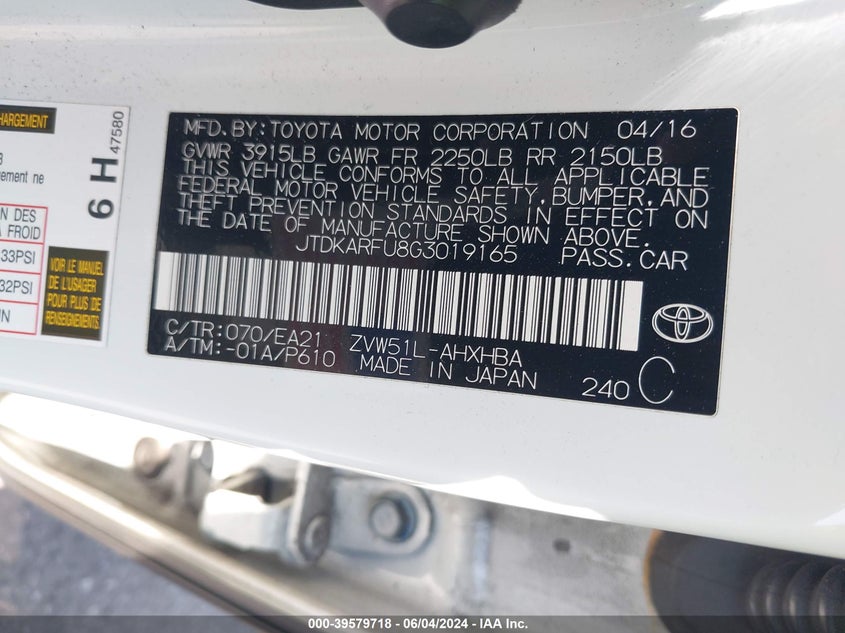 HARGEMENT
47580
6 H
ement ne
N DES
A FROID
33PSI
32PSI
UN
VOIR LE MANUEL
DE L'USAGER
POUR PLUS DE
RENSEIGNEMENTS
MFD.BY:TOYOTA MOTOR CORPORATION 04/16
GVWR 3915LB GAWR FR 2250LB RR 2150LB
THIS VEHICLE CONFORMS TO ALL APPLICABLE
FEDERAL MOTOR VEHICLE SAFETY,BUMPER,AND
THEFT PREVENTION STANDARDS IN EFFECT ON
THE DATE OF MANUFACTURE SHOWN ABOVE.
JTDKARFU8G3019165 PASS.CAR
C/TR:070/EA21 ZVW51L-AHXHBA
A/TM:-01A/P610 MADE IN JAPAN 240 C
000-39579718 - 06/04/2024 - IAA Inc.